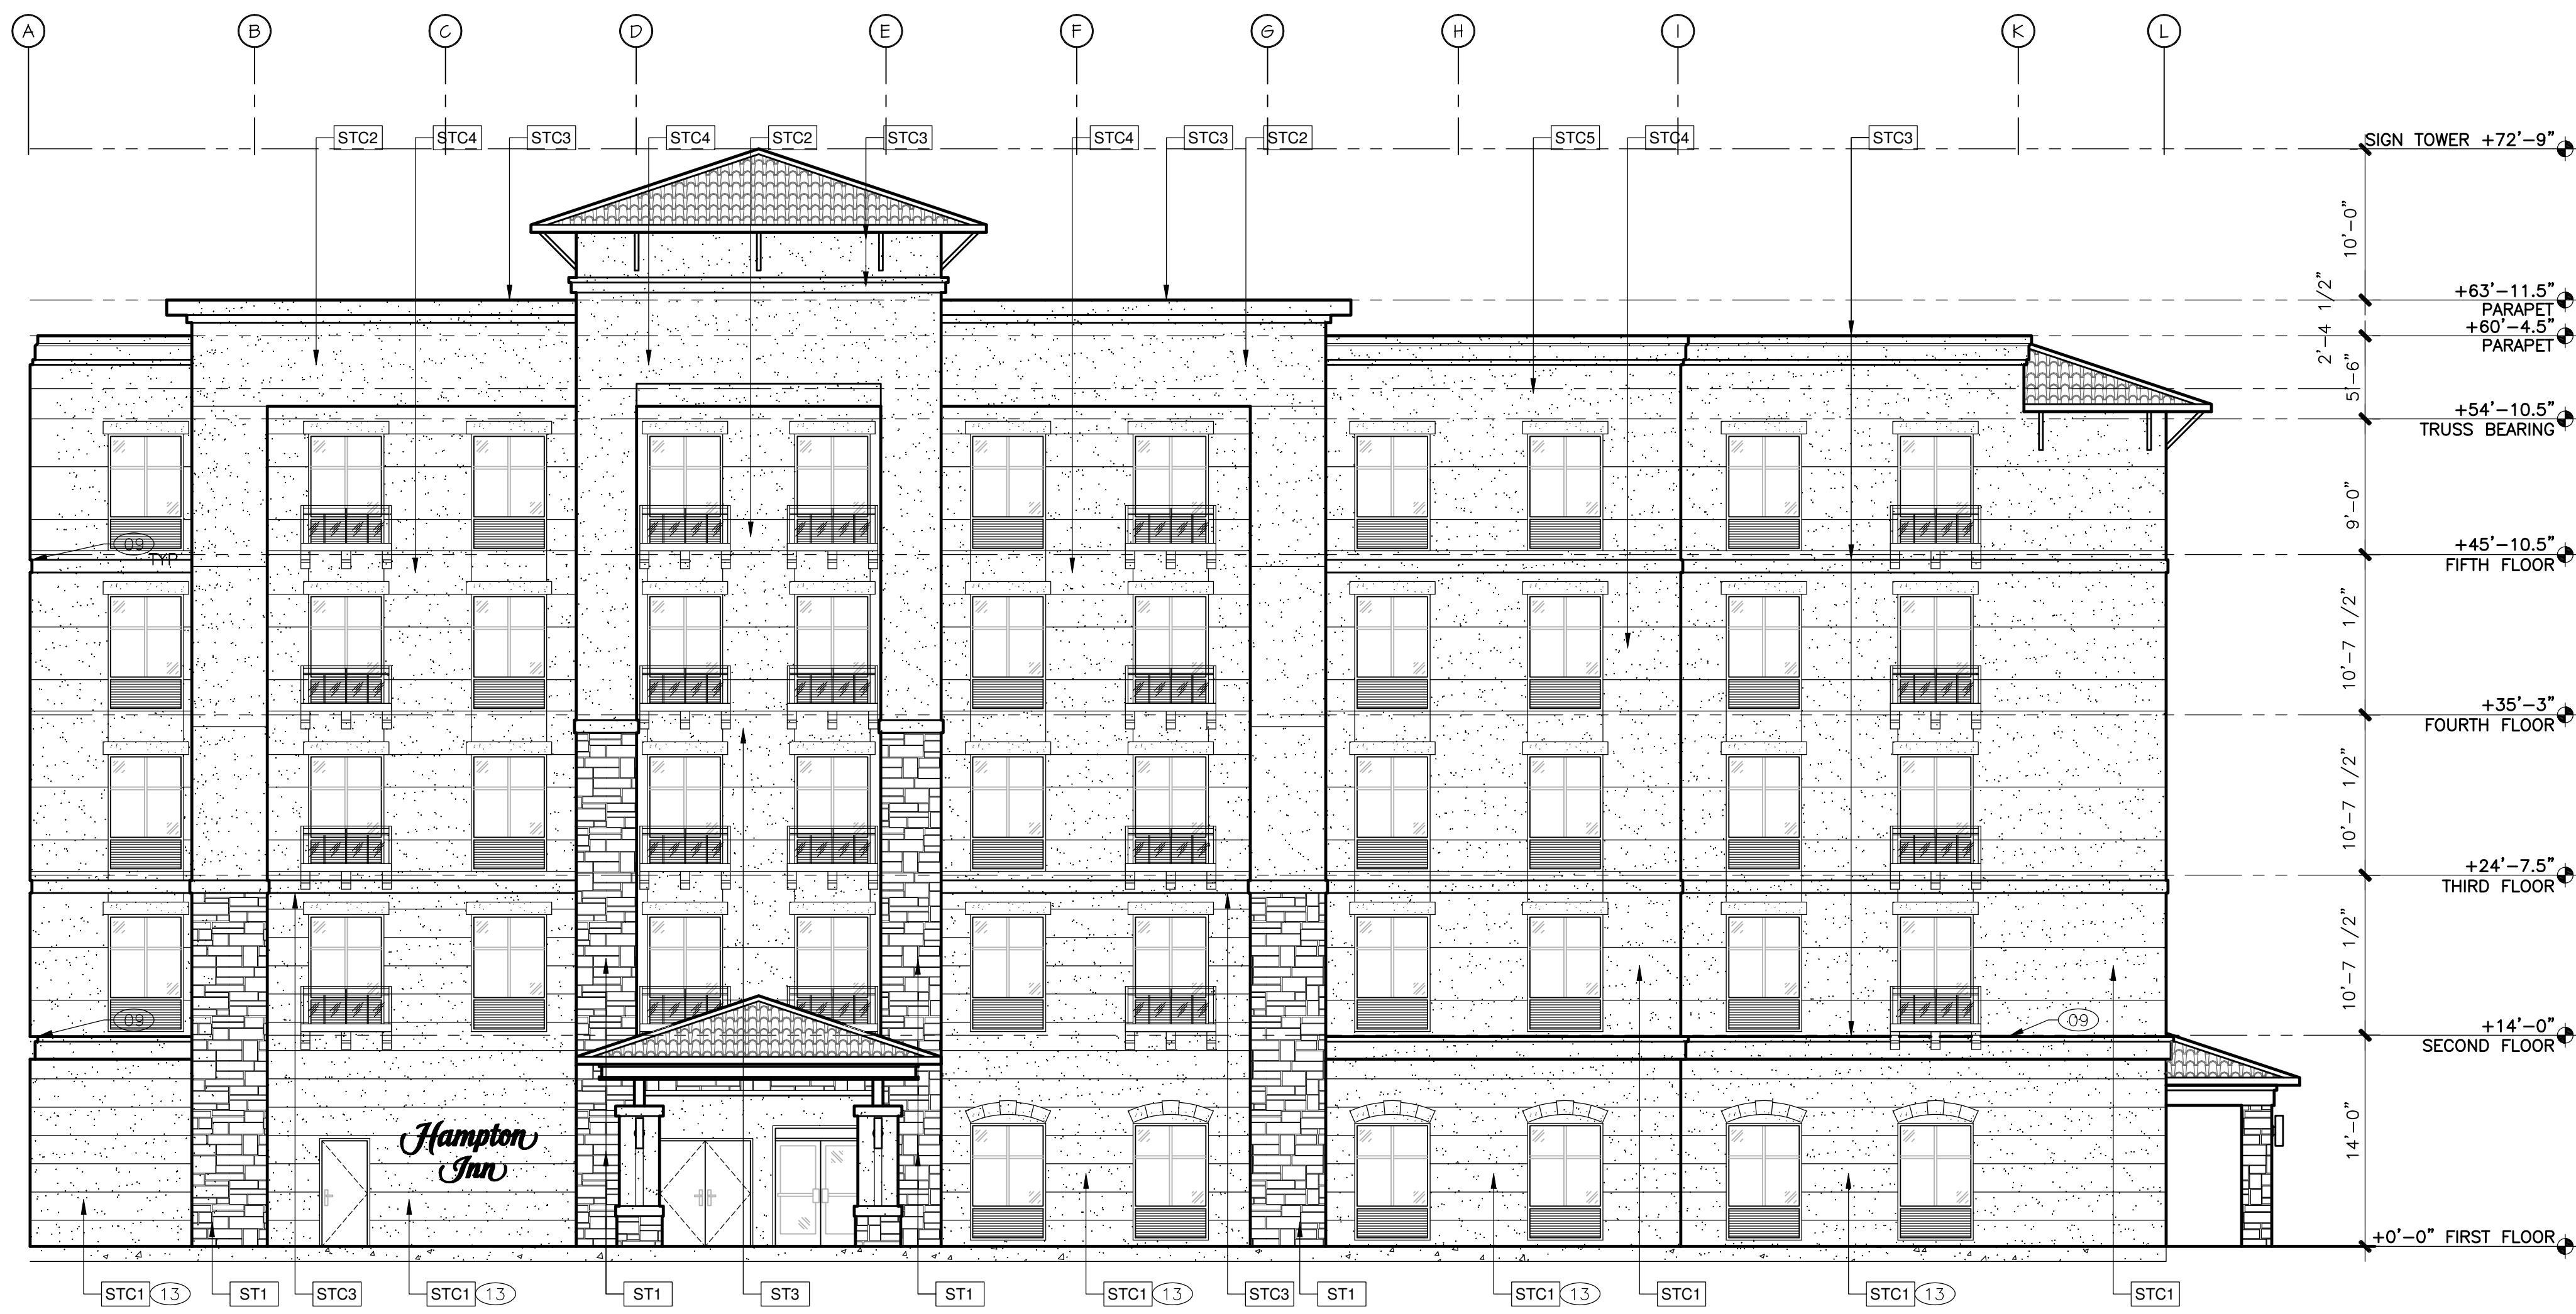 A B C D E F G H I K L
STC2 STC4 STC3 STC4 STC2 STC3 STC4 STC3 STC2 STC5 STC4 STC3
SIGN TOWER +72'-9"
10'-0"
+63'-11.5"
PARAPET
2'-4 1/2"
+60'-4.5"
PARAPET
5'-6"
+54'-10.5"
TRUSS BEARING
9'-0"
09
TYP
+45'-10.5"
FIFTH FLOOR
10'-7 1/2"
+35'-3"
FOURTH FLOOR
10'-7 1/2"
+24'-7.5"
THIRD FLOOR
10'-7 1/2"
09
09
+14'-0"
SECOND FLOOR
14'-0"
Hampton
Inn
+0'-0" FIRST FLOOR
STC1 13 ST1 STC3 STC1 13 ST1 ST3 ST1 STC1 13 STC3 ST1 STC1 13 STC1 STC1 13 STC1